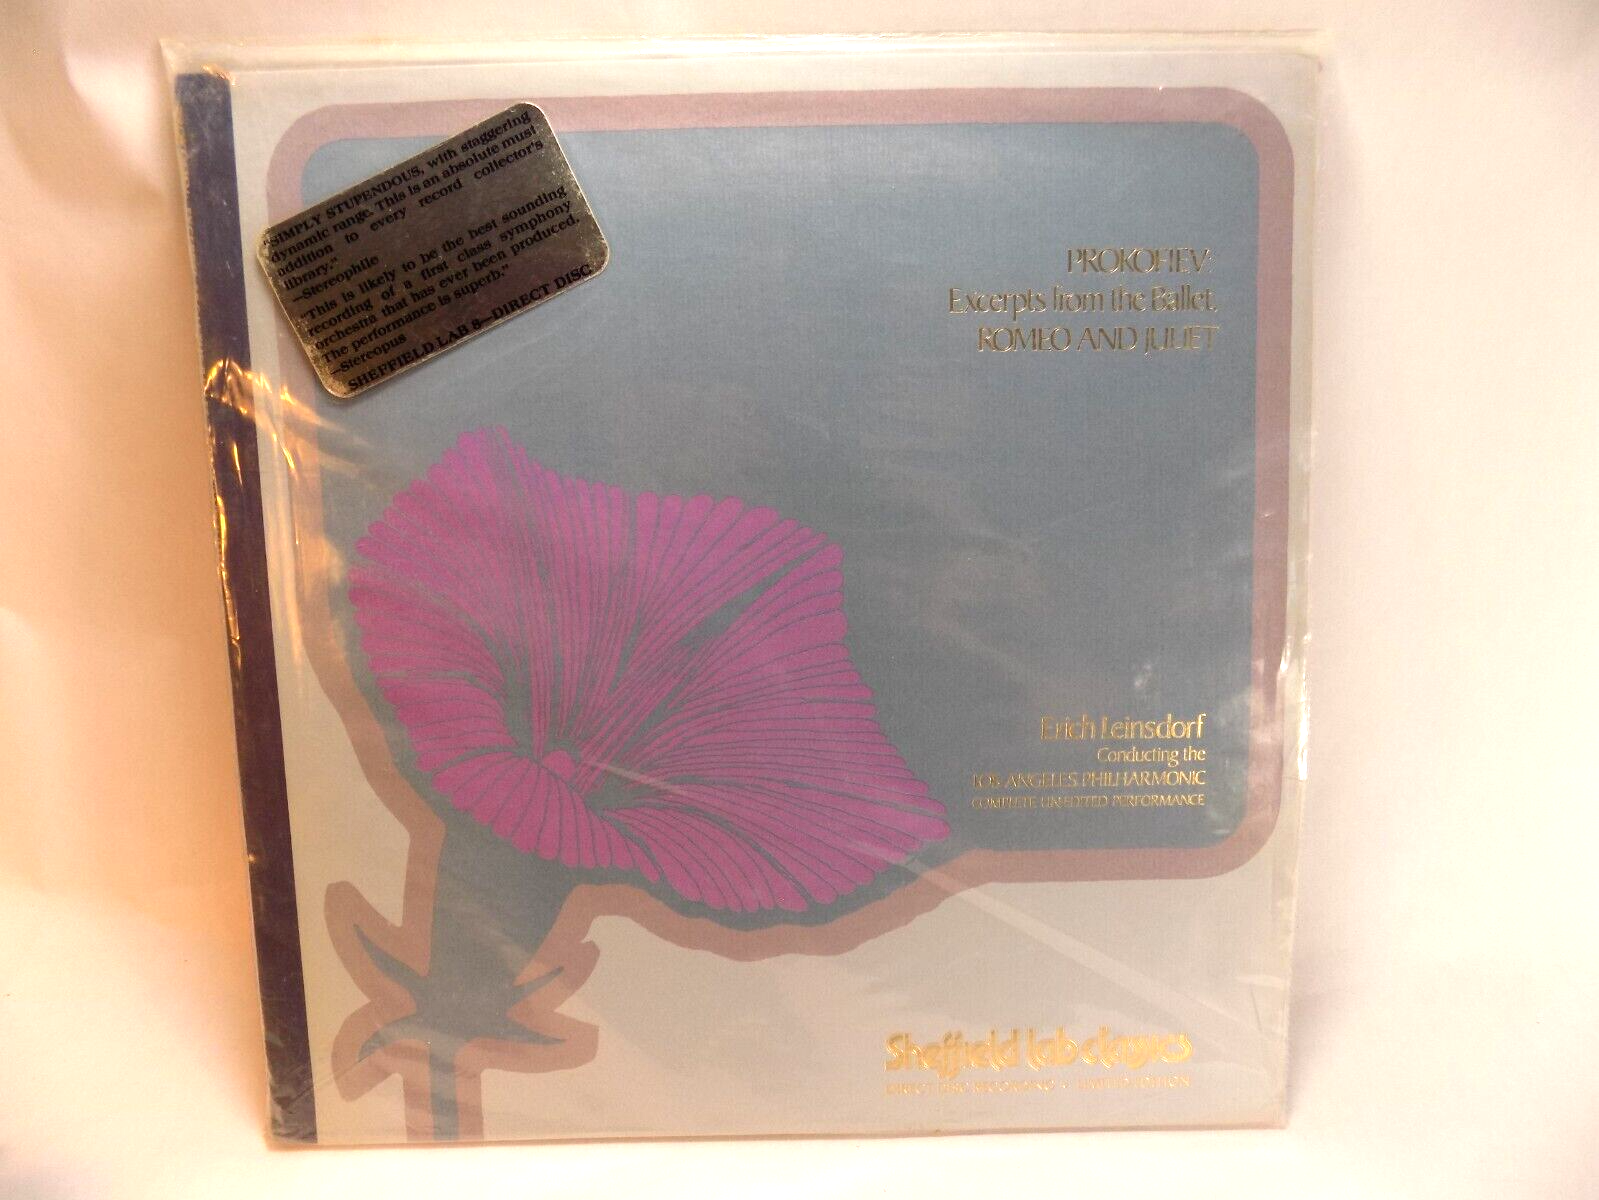 "SIMPLY STUPENDOUS, with staggering
dynamic range. This is an absolute must
addition to every record collector's
library."
—Stereophile
"This is likely to be the best sounding
recording of a first class symphony
orchestra that has ever been produced.
The performance is superb."
—Stereopus
SHEFFIELD LAB 8—DIRECT DISC
PROKOFIEV:
Excerpts from the Ballet,
ROMEO AND JULIET
Erich Leinsdorf
Conducting the
LOS ANGELES PHILHARMONIC
COMPLETE UNEDITED PERFORMANCE
Sheffield Lab classics
DIRECT DISC RECORDING • LIMITED EDITION